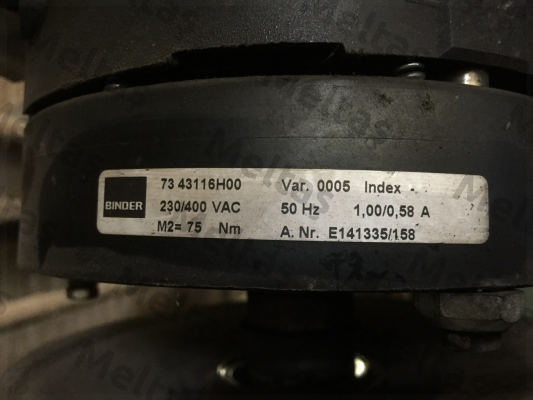 73 43116H00 Var. 0005 Index -
BINDER 230/400 VAC 50 Hz 1,00/0,58 A
M2= 75 Nm A. Nr. E141335/158
Meltas